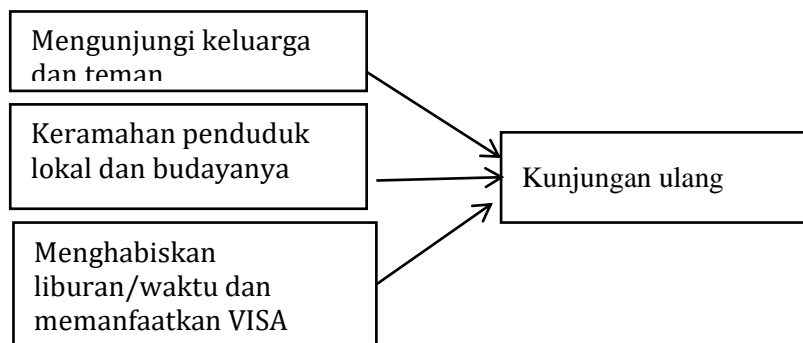 Mengunjungi keluarga
dan teman
Keramahan penduduk
lokal dan budayanya
Kunjungan ulang
Menghabiskan
liburan/waktu dan
memanfaatkan VISA